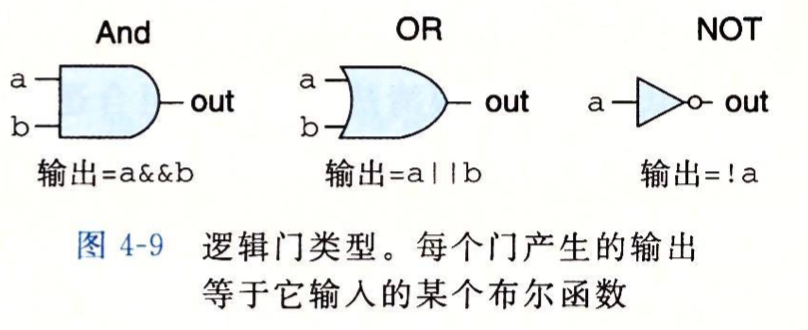 And OR NOT
a
b
out
a
b
out
a
out
输出=a&&b 输出=a||b 输出=!a
图 4-9 逻辑门类型。每个门产生的输出
等于它输入的某个布尔函数